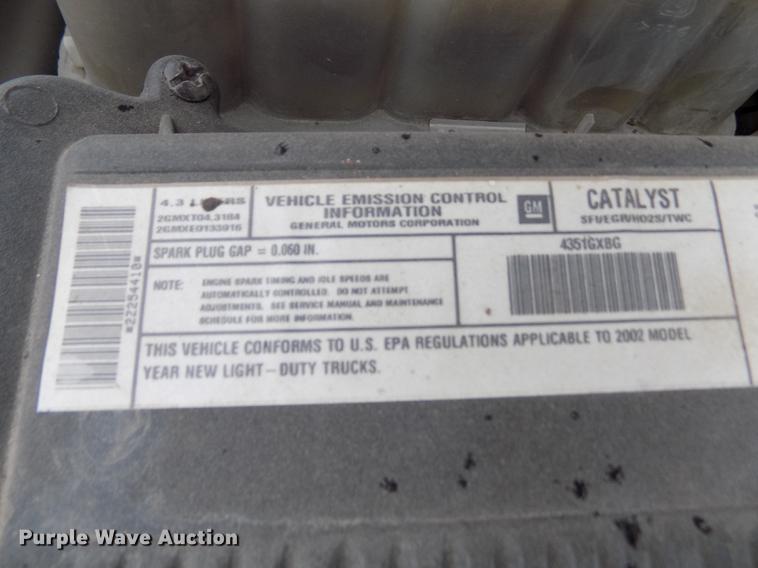 4.3 LITERS
2GMXT04.3184
2GMXE0133916
VEHICLE EMISSION CONTROL
INFORMATION
GENERAL MOTORS CORPORATION
GM
CATALYST
SFI/EGR/HO2S/TWC
SPARK PLUG GAP = 0.060 IN.
4351GXBG
NOTE:
ENGINE SPARK TIMING AND IDLE SPEEDS ARE
AUTOMATICALLY CONTROLLED. DO NOT ATTEMPT
ADJUSTMENTS. SEE SERVICE MANUAL AND MAINTENANCE
SCHEDULE FOR MORE INFORMATION.
*22254410*
THIS VEHICLE CONFORMS TO U.S. EPA REGULATIONS APPLICABLE TO 2002 MODEL
YEAR NEW LIGHT-DUTY TRUCKS.
Purple Wave Auction